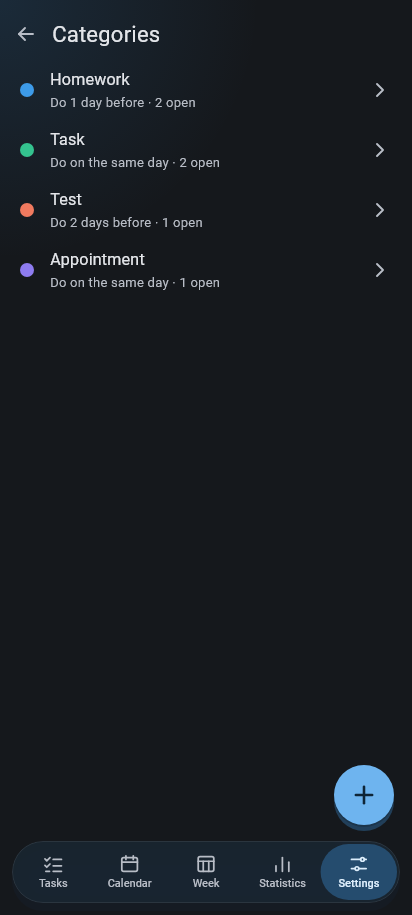 Categories
Homework
Do 1 day before · 2 open
Task
Do on the same day · 2 open
Test
Do 2 days before · 1 open
Appointment
Do on the same day · 1 open
Tasks
Calendar
Week
Statistics
Settings